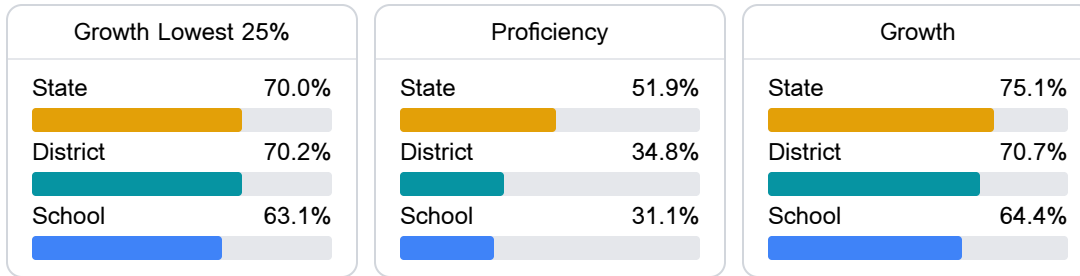 Growth Lowest 25%
State 70.0%
District 70.2%
School 63.1%
Proficiency
State 51.9%
District 34.8%
School 31.1%
Growth
State 75.1%
District 70.7%
School 64.4%